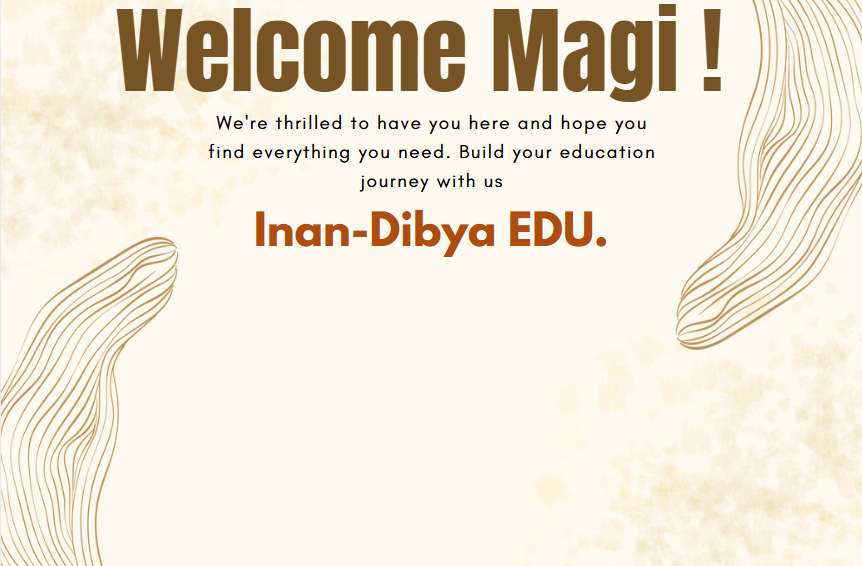 Welcome Magi !
We're thrilled to have you here and hope you
find everything you need. Build your education
journey with us
Inan-Dibya EDU.